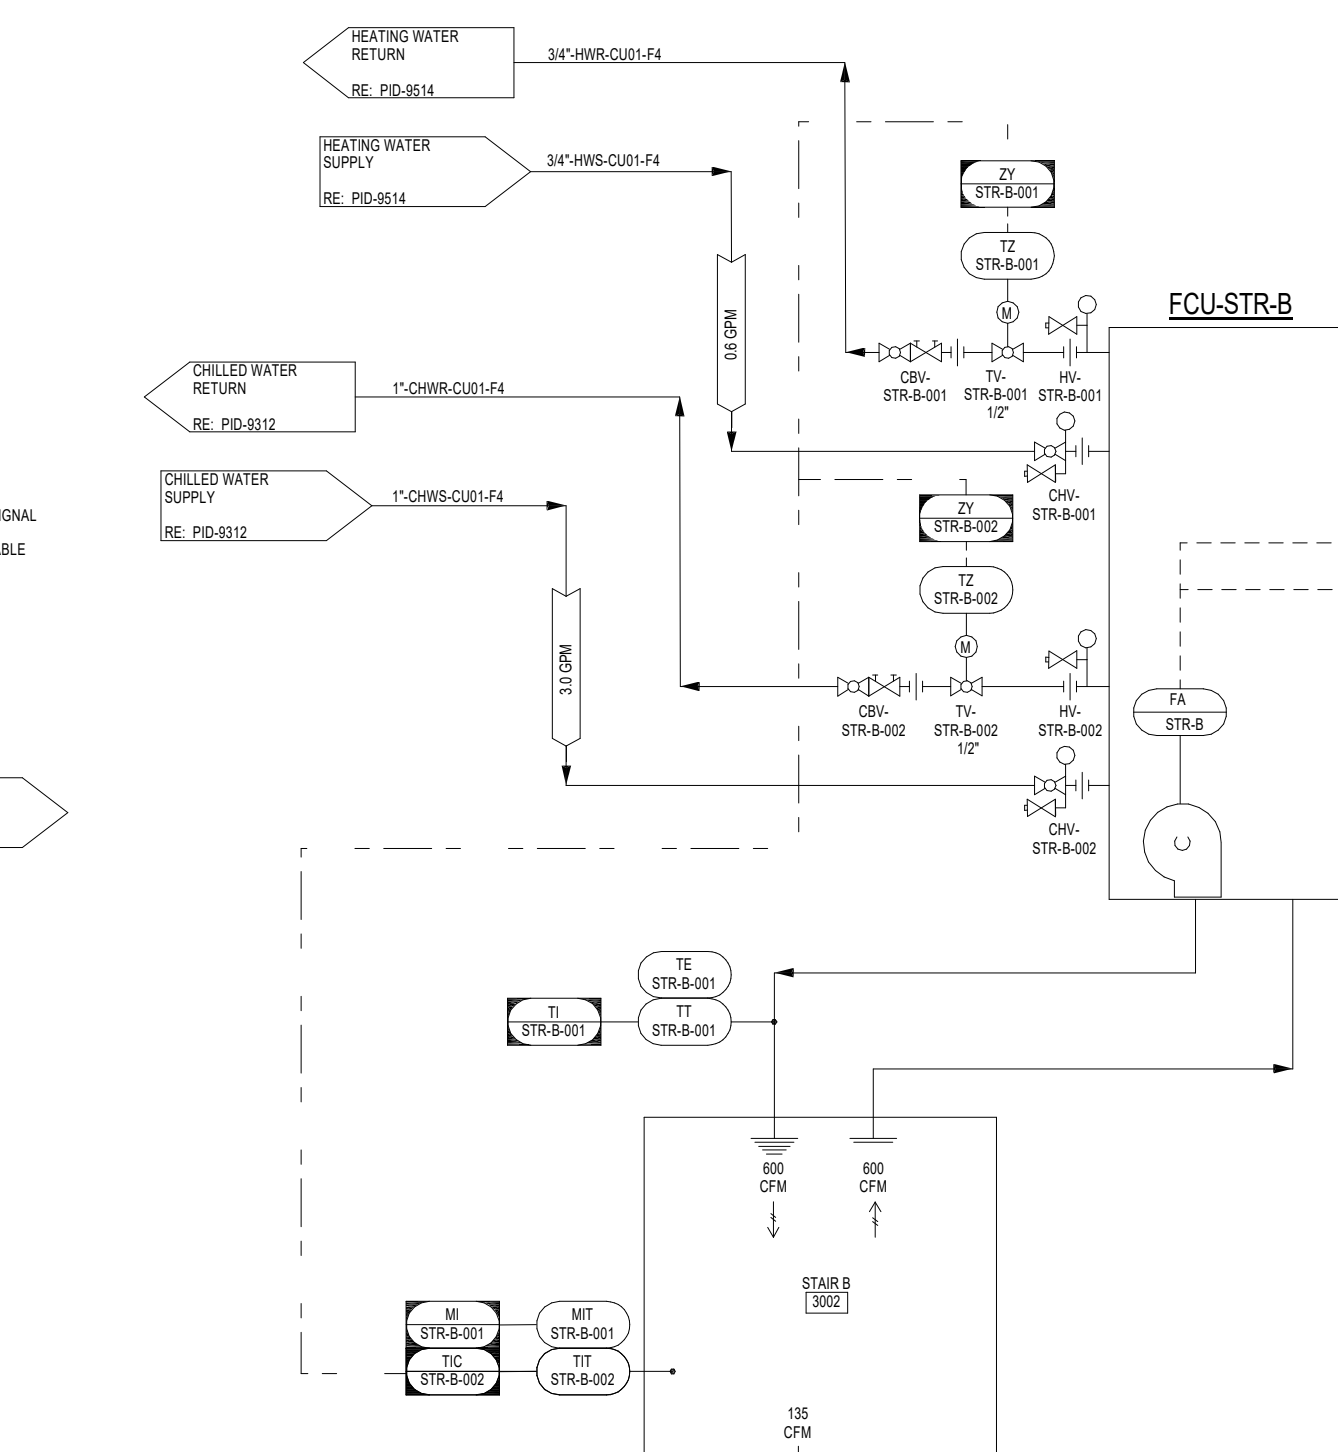 HEATING WATER
RETURN
RE: PID-9514
3/4"-HWR-CU01-F4
HEATING WATER
SUPPLY
RE: PID-9514
3/4"-HWS-CU01-F4
ZY
STR-B-001
TZ
STR-B-001
M
FCU-STR-B
0.6 GPM
CBV-
STR-B-001
TV-
STR-B-001
1/2"
HV-
STR-B-001
CHILLED WATER
RETURN
RE: PID-9312
1"-CHWR-CU01-F4
CHILLED WATER
SUPPLY
RE: PID-9312
1"-CHWS-CU01-F4
CHV-
STR-B-001
IGNAL
ABLE
ZY
STR-B-002
TZ
STR-B-002
M
3.0 GPM
CBV-
STR-B-002
TV-
STR-B-002
1/2"
HV-
STR-B-002
FA
STR-B
CHV-
STR-B-002
TE
STR-B-001
TI
STR-B-001
TT
STR-B-001
600
CFM
600
CFM
STAIR B
3002
MI
STR-B-001
MIT
STR-B-001
TIC
STR-B-002
TIT
STR-B-002
135
CFM